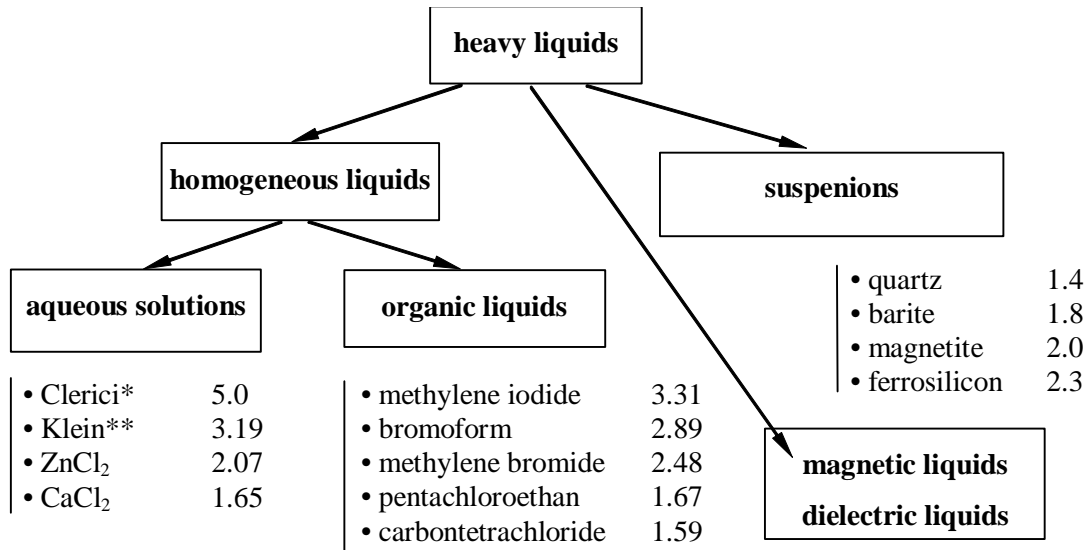 heavy liquids
homogeneous liquids
suspenions
aqueous solutions
organic liquids
• quartz 1.4
• barite 1.8
• magnetite 2.0
• ferrosilicon 2.3
• Clerici* 5.0
• Klein** 3.19
• ZnCl₂ 2.07
• CaCl₂ 1.65
• methylene iodide 3.31
• bromoform 2.89
• methylene bromide 2.48
• pentachloroethan 1.67
• carbontetrachloride 1.59
magnetic liquids
dielectric liquids